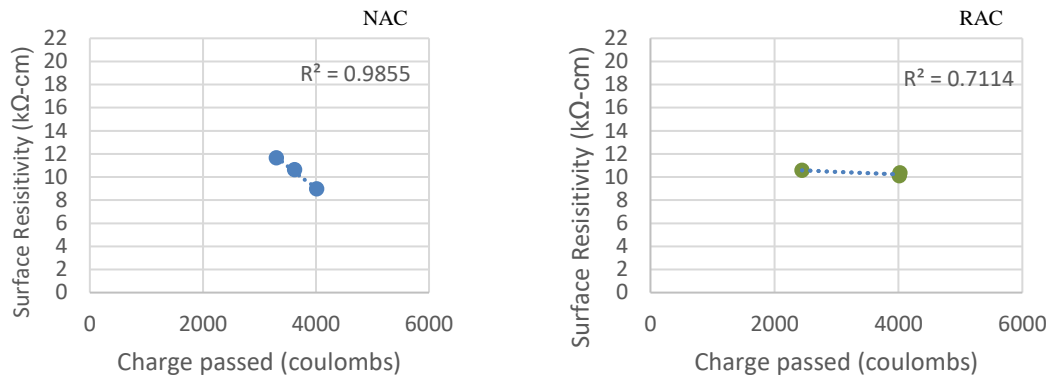 NAC
R² = 0.9855
Surface Resisitivity (kΩ-cm)
22
20
18
16
14
12
10
8
6
4
2
0
0 2000 4000 6000
Charge passed (coulombs)
RAC
R² = 0.7114
Surface Resisitivity (kΩ-cm)
22
20
18
16
14
12
10
8
6
4
2
0
0 2000 4000 6000
Charge passed (coulombs)